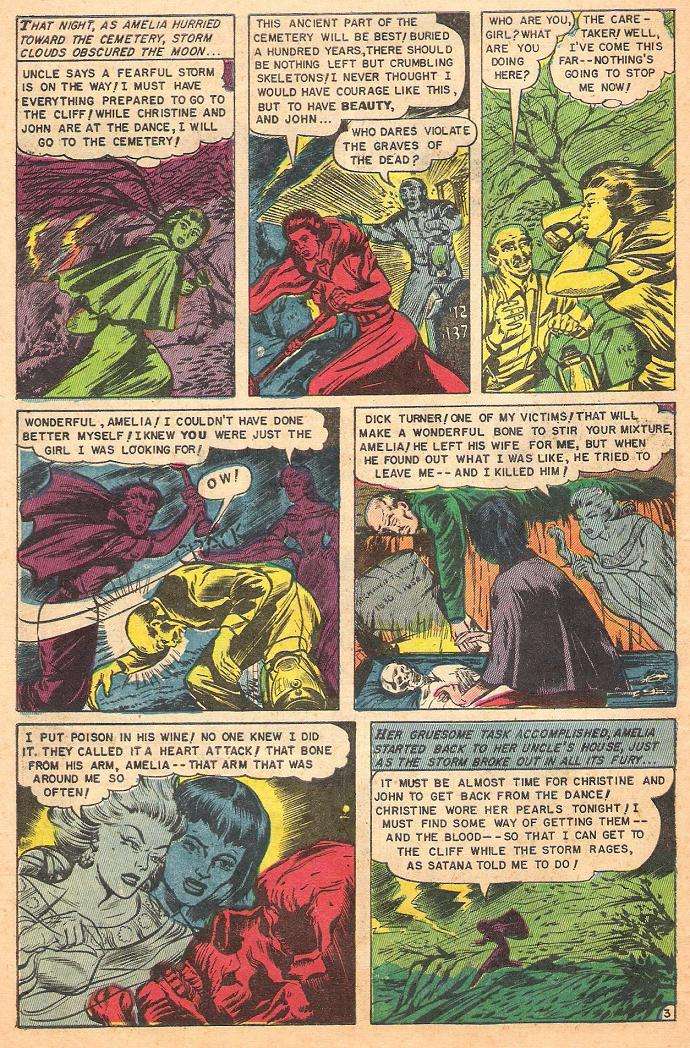 THAT NIGHT, AS AMELIA HURRIED
TOWARD THE CEMETERY, STORM
CLOUDS OBSCURED THE MOON...
UNCLE SAYS A FEARFUL STORM
IS ON THE WAY! I MUST HAVE
EVERYTHING PREPARED TO GO TO
THE CLIFF! WHILE CHRISTINE AND
JOHN ARE AT THE DANCE, I WILL
GO TO THE CEMETERY!
THIS ANCIENT PART OF THE
CEMETERY WILL BE BEST! BURIED
A HUNDRED YEARS, THERE SHOULD
BE NOTHING LEFT BUT CRUMBLING
SKELETONS! I NEVER THOUGHT I
WOULD HAVE COURAGE LIKE THIS,
BUT TO HAVE BEAUTY,
AND JOHN...
WHO DARES VIOLATE
THE GRAVES OF
THE DEAD?
'12
137
WHO ARE YOU,
GIRL? WHAT
ARE YOU
DOING
HERE?
THE CARE-
TAKER! WELL,
I'VE COME THIS
FAR--NOTHING'S
GOING TO STOP
ME NOW!
WONDERFUL, AMELIA! I COULDN'T HAVE DONE
BETTER MYSELF! I KNEW YOU WERE JUST THE
GIRL I WAS LOOKING FOR!
OW!
CRACK
DICK TURNER! ONE OF MY VICTIMS! THAT WILL
MAKE A WONDERFUL BONE TO STIR YOUR MIXTURE,
AMELIA! HE LEFT HIS WIFE FOR ME, BUT WHEN
HE FOUND OUT WHAT I WAS LIKE, HE TRIED TO
LEAVE ME-- AND I KILLED HIM!
I PUT POISON IN HIS WINE! NO ONE KNEW I DID
IT. THEY CALLED IT A HEART ATTACK! THAT BONE
FROM HIS ARM, AMELIA-- THAT ARM THAT WAS
AROUND ME SO
OFTEN!
HER GRUESOME TASK ACCOMPLISHED, AMELIA
STARTED BACK TO HER UNCLE'S HOUSE, JUST
AS THE STORM BROKE OUT IN ALL ITS FURY.
IT MUST BE ALMOST TIME FOR CHRISTINE AND
JOHN TO GET BACK FROM THE DANCE!
CHRISTINE WORE HER PEARLS TONIGHT! I
MUST FIND SOME WAY OF GETTING THEM--
AND THE BLOOD---SO THAT I CAN GET TO
THE CLIFF WHILE THE STORM RAGES,
AS SATANA TOLD ME TO DO!
3